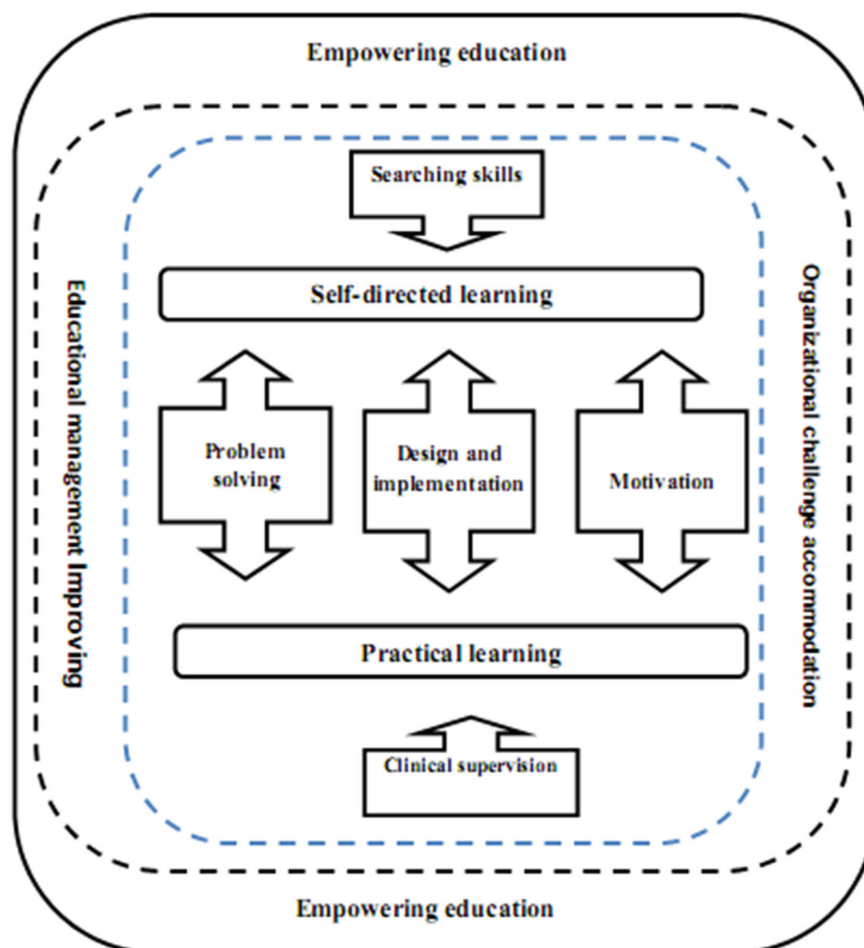 Empowering education
Searching skills
Self-directed learning
Educational management Improving
Organizational challenge accommodation
Problem
solving
Design and
implementation
Motivation
Practical learning
Clinical supervision
Empowering education